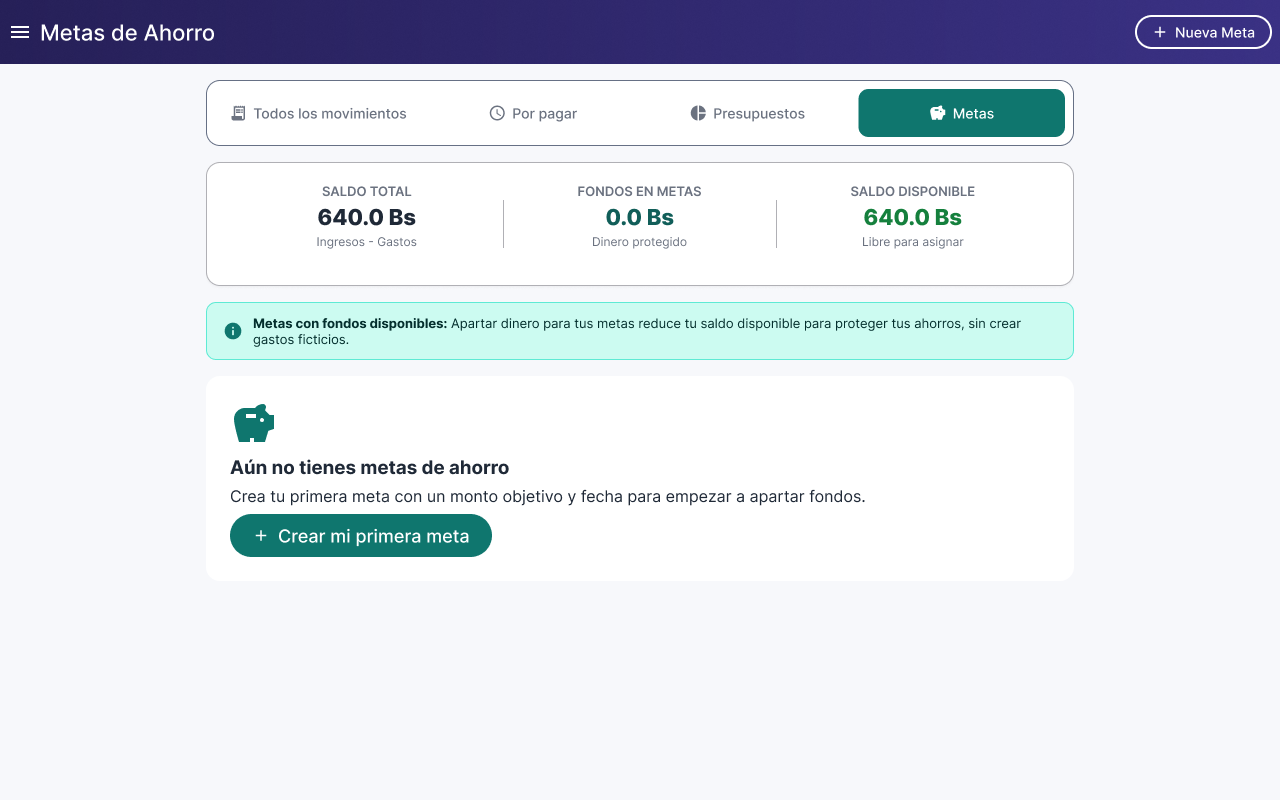 Metas de Ahorro
Nueva Meta
Todos los movimientos
Por pagar
Presupuestos
Metas
SALDO TOTAL
640.0 Bs
Ingresos - Gastos
FONDOS EN METAS
0.0 Bs
Dinero protegido
SALDO DISPONIBLE
640.0 Bs
Libre para asignar
Metas con fondos disponibles: Apartar dinero para tus metas reduce tu saldo disponible para proteger tus ahorros, sin crear
gastos ficticios.
Aún no tienes metas de ahorro
Crea tu primera meta con un monto objetivo y fecha para empezar a apartar fondos.
Crear mi primera meta